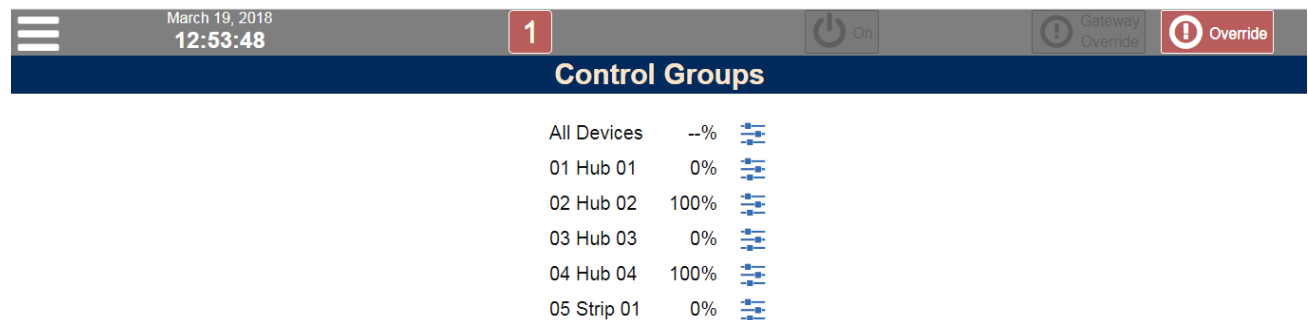 March 19, 2018
12:53:48
1
On
Gateway
Override
Override
Control Groups
All Devices --%
01 Hub 01 0%
02 Hub 02 100%
03 Hub 03 0%
04 Hub 04 100%
05 Strip 01 0%